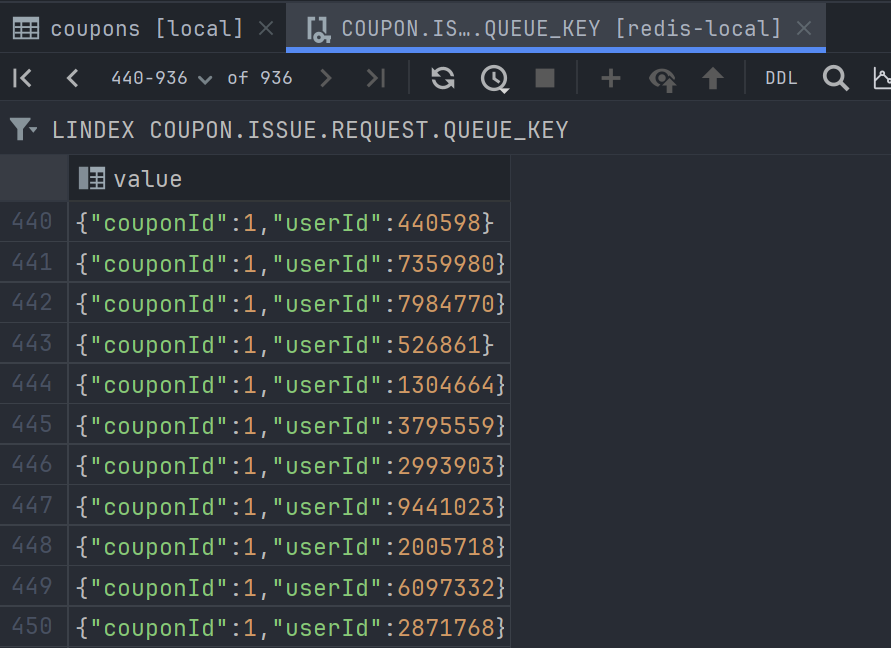 coupons [local] COUPON.IS….QUEUE_KEY [redis-local]
440-936 of 936 DDL
LINDEX COUPON.ISSUE.REQUEST.QUEUE_KEY
value
440 {"couponId":1,"userId":440598}
441 {"couponId":1,"userId":7359980}
442 {"couponId":1,"userId":7984770}
443 {"couponId":1,"userId":526861}
444 {"couponId":1,"userId":1304664}
445 {"couponId":1,"userId":3795559}
446 {"couponId":1,"userId":2993903}
447 {"couponId":1,"userId":9441023}
448 {"couponId":1,"userId":2005718}
449 {"couponId":1,"userId":6097332}
450 {"couponId":1,"userId":2871768}